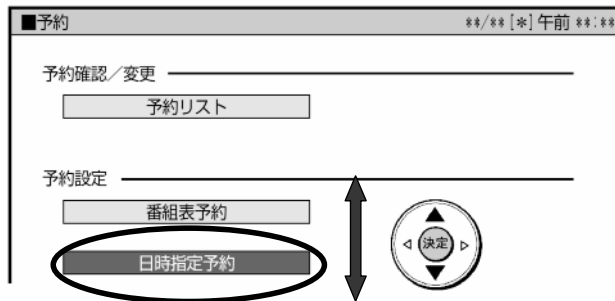 ■予約 **/** [*] 午前 **:**
予約確認／変更
予約リスト
予約設定
番組表予約
決定
日時指定予約